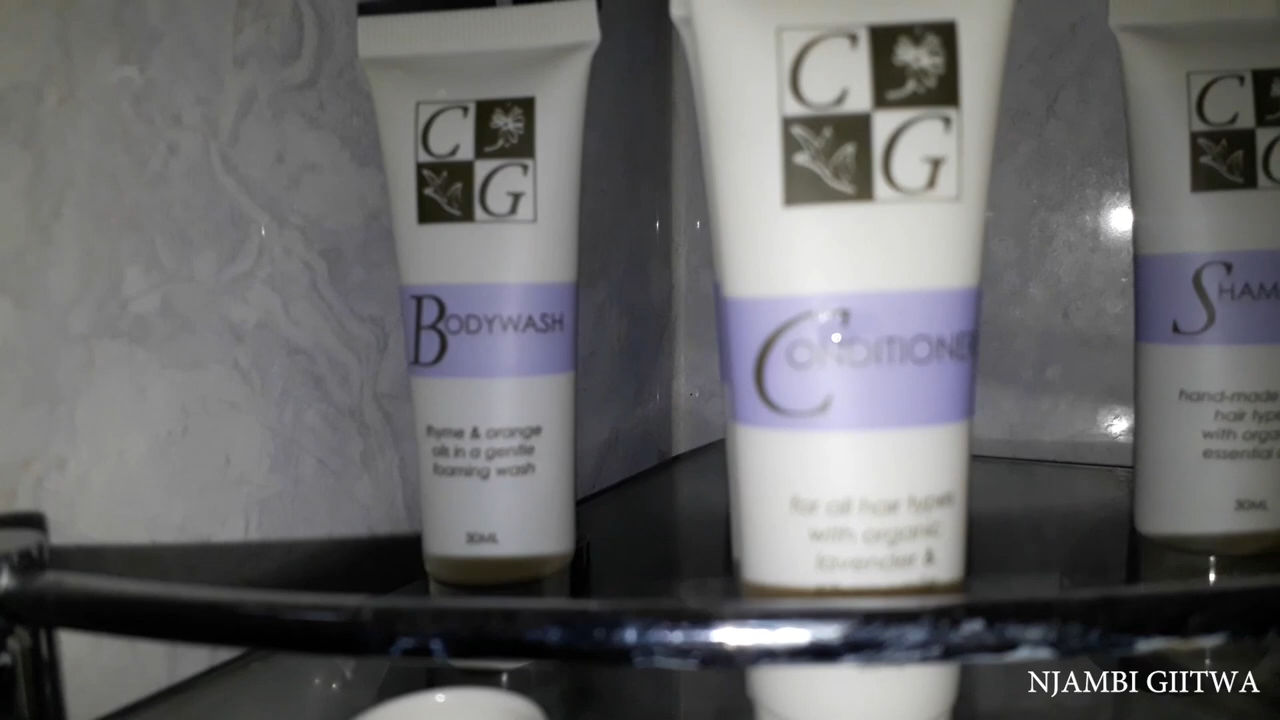 C
G
BODYWASH
thyme & orange
oils in a gentle
foaming wash
30ML
C
G
CONDITIONER
for all hair types
with organic
lavender &
C
SHAM
hand-made
hair type
with orga
essential
30ML
NJAMBI GIITWA